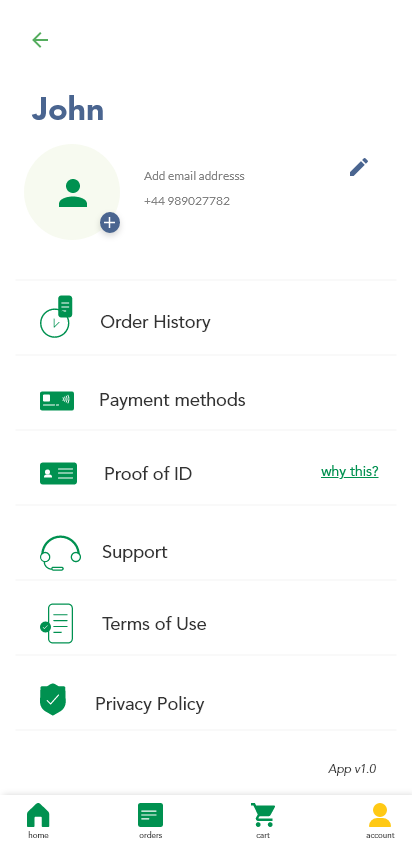 John
Add email addresss
+44 989027782
Order History
Payment methods
Proof of ID
why this?
Support
Terms of Use
Privacy Policy
App v1.0
home
orders
cart
account